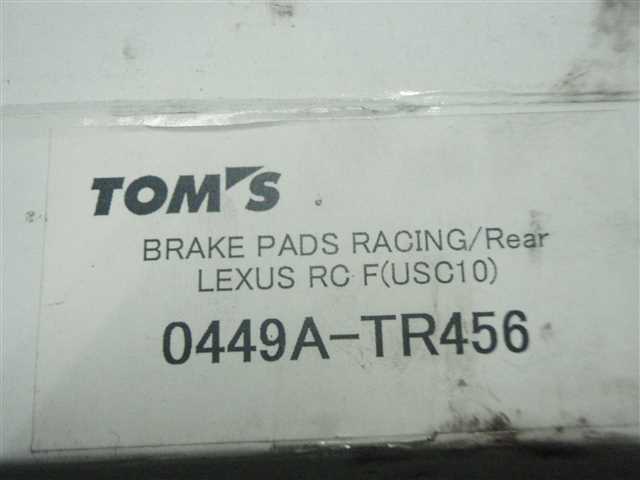 TOM'S
BRAKE PADS RACING/Rear
LEXUS RC F(USC10)
0449A-TR456